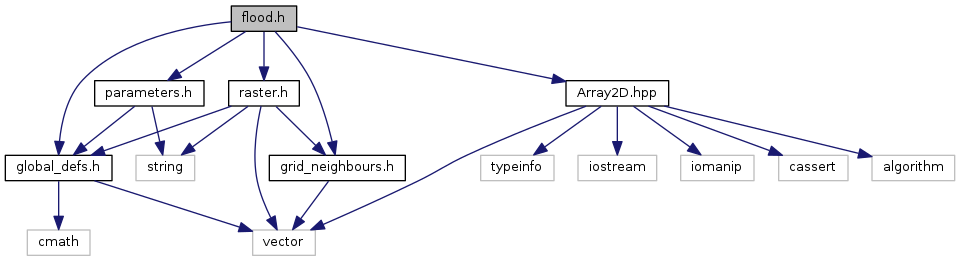 flood.h
parameters.h
raster.h
Array2D.hpp
global_defs.h
string
grid_neighbours.h
typeinfo
iostream
iomanip
cassert
algorithm
cmath
vector